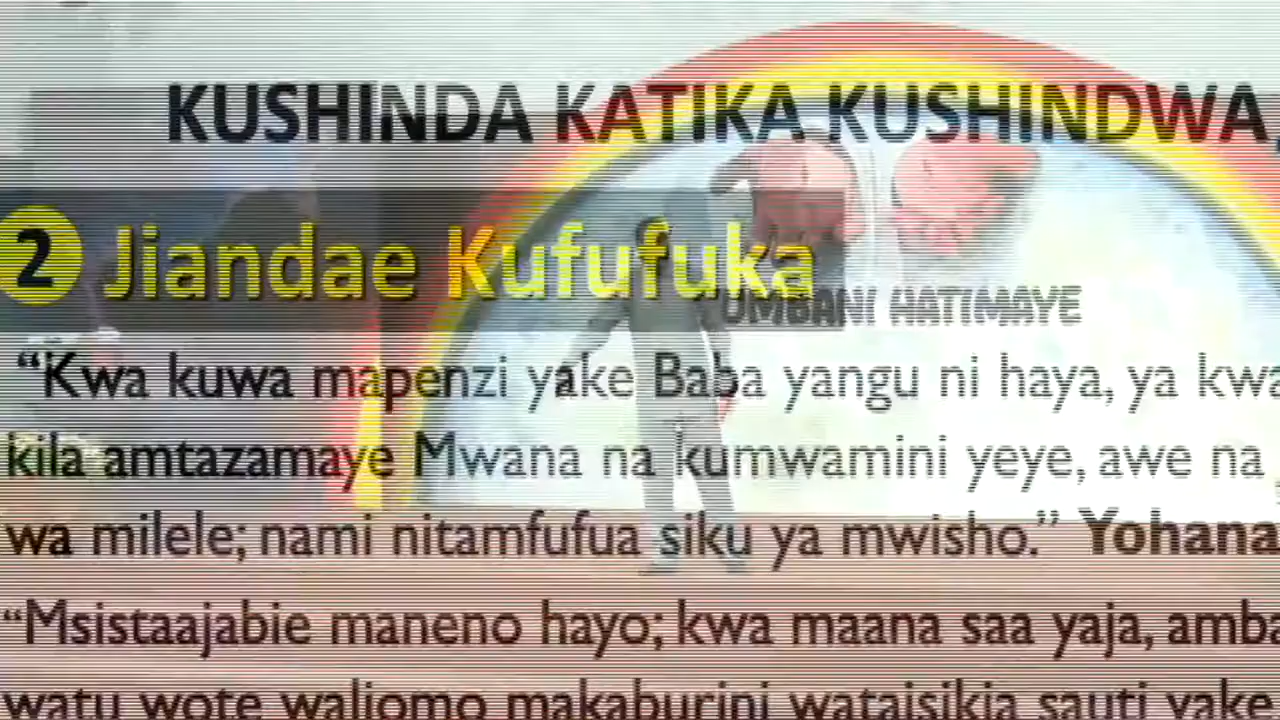 KUSHINDA KATIKA KUSHINDWA
2 Jiandae Kufufuka
UMBANI HATIMAYE
“Kwa kuwa mapenzi yake Baba yangu ni haya, ya kwa
kila amtazamaye Mwana na kumwamini yeye, awe na
wa milele; nami nitamfufua siku ya mwisho.” Yohana
“Msistaajabie maneno hayo; kwa maana saa yaja, amba
watu wote waliomo makaburini wataisikia sauti yake